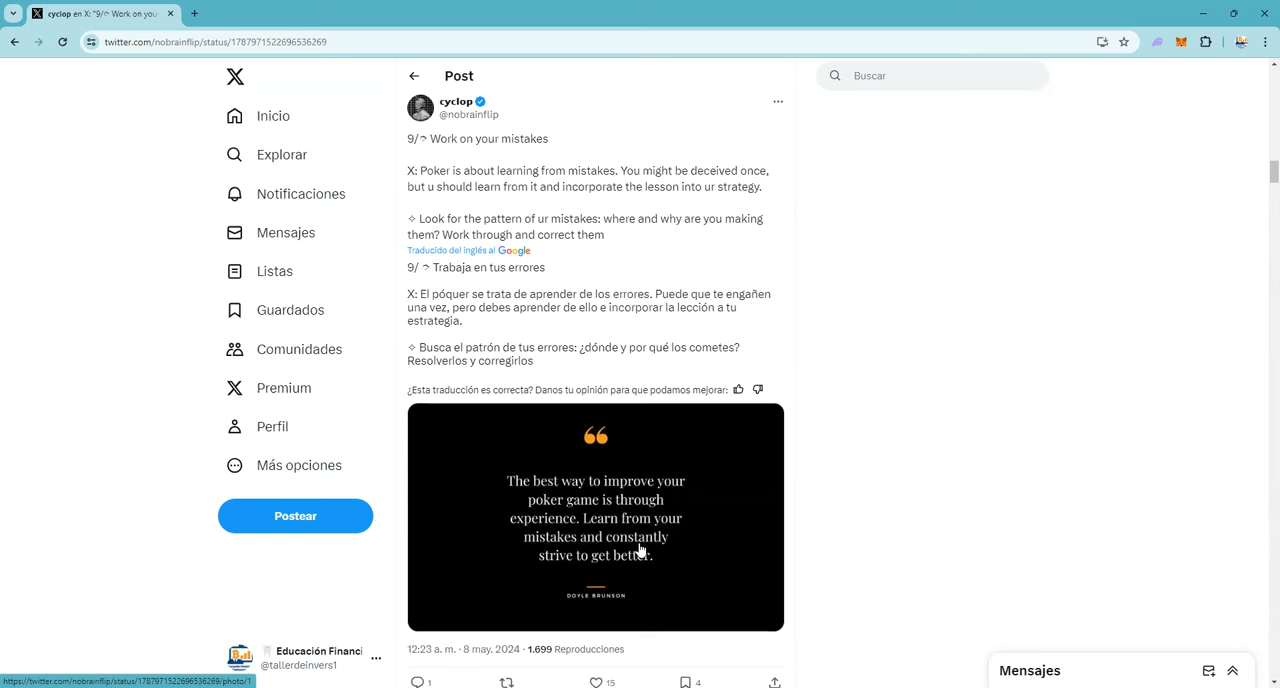 cyclop en X: "9/ Work on you
twitter.com/nobrainflip/status/1787971522696536269
Post
Buscar
Inicio
Explorar
Notificaciones
Mensajes
Listas
Guardados
Comunidades
Premium
Perfil
Más opciones
Postear
Educación Financi
@tallerdeinvers1
cyclop
@nobrainflip
9/ Work on your mistakes
X: Poker is about learning from mistakes. You might be deceived once,
but u should learn from it and incorporate the lesson into ur strategy.
✧ Look for the pattern of ur mistakes: where and why are you making
them? Work through and correct them
Traducido del inglés al Google
9/ Trabaja en tus errores
X: El póquer se trata de aprender de los errores. Puede que te engañen
una vez, pero debes aprender de ello e incorporar la lección a tu
estrategia.
✧ Busca el patrón de tus errores: ¿dónde y por qué los cometes?
Resolverlos y corregirlos
¿Esta traducción es correcta? Danos tu opinión para que podamos mejorar:
The best way to improve your
poker game is through
experience. Learn from your
mistakes and constantly
strive to get better.
DOYLE BRUNSON
12:23 a. m. · 8 may. 2024 · 1.699 Reproducciones
1
15
4
Mensajes
https://twitter.com/nobrainflip/status/1787971522696536269/photo/1